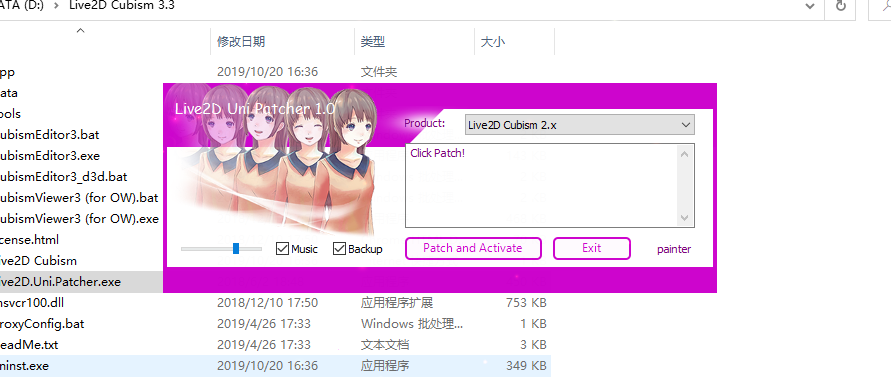 ATA (D:) > Live2D Cubism 3.3
修改日期 类型 大小
pp 2019/10/20 16:36 文件夹
ata
ools
ubismEditor3.bat
ubismEditor3.exe
ubismEditor3_d3d.bat
ubismViewer3 (for OW).bat
ubismViewer3 (for OW).exe
cense.html
ive2D Cubism
ive2D.Uni.Patcher.exe
nsvcr100.dll 2018/12/10 17:50 应用程序扩展 753 KB
roxyConfig.bat 2019/4/26 17:33 Windows 批处理... 1 KB
eadMe.txt 2019/4/26 17:33 文本文档 3 KB
ninst.exe 2019/10/20 16:36 应用程序 349 KB
Live2D Uni.Patcher 1.0
Product: Live2D Cubism 2.x
Click Patch!
Music Backup Patch and Activate Exit painter